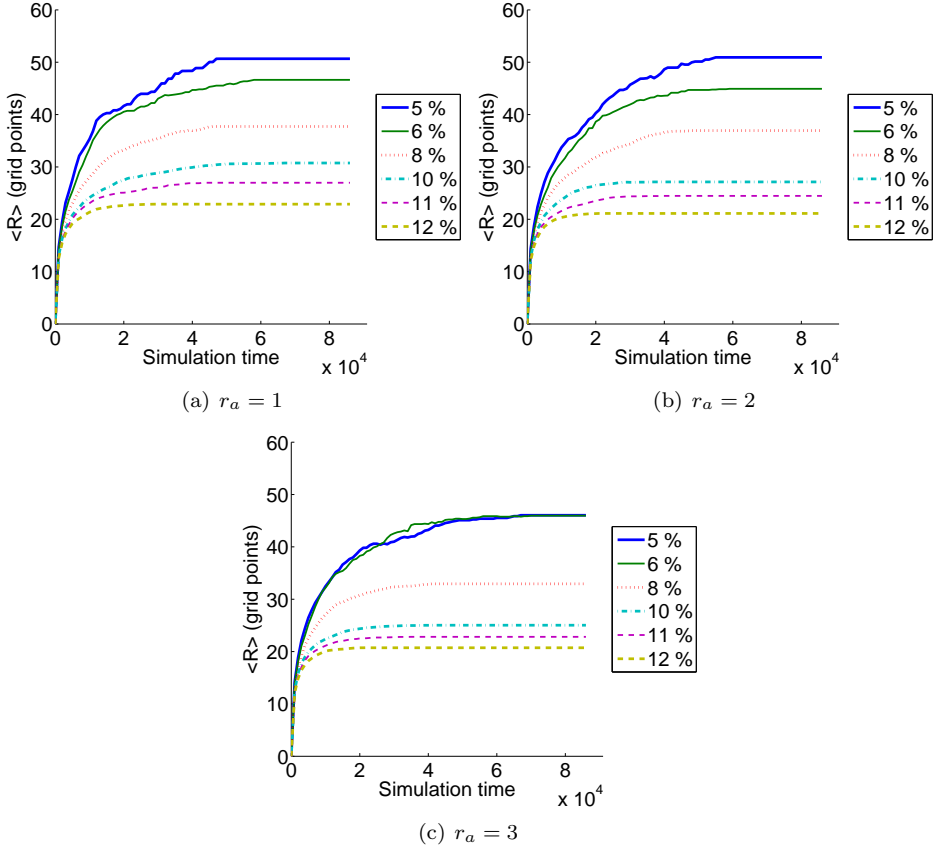 60
50
40
30
20
10
0
<R> (grid points)
0 2 4 6 8
Simulation time
x 10^4
5 %
6 %
8 %
10 %
11 %
12 %
(a) r_a = 1
60
50
40
30
20
10
0
<R> (grid points)
0 2 4 6 8
Simulation time
x 10^4
5 %
6 %
8 %
10 %
11 %
12 %
(b) r_a = 2
60
50
40
30
20
10
0
<R> (grid points)
0 2 4 6 8
Simulation time
x 10^4
5 %
6 %
8 %
10 %
11 %
12 %
(c) r_a = 3